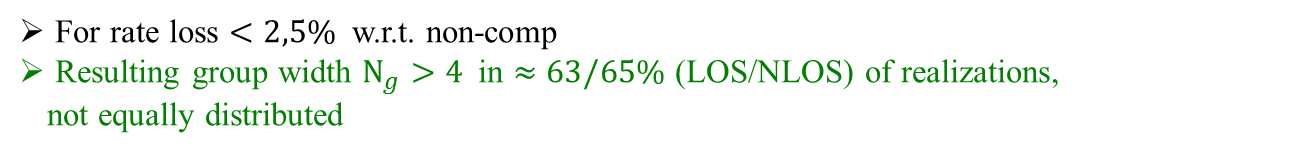 ➢ For rate loss < 2,5% w.r.t. non-comp
➢ Resulting group width N𝑔 > 4 in ≈ 63/65% (LOS/NLOS) of realizations,
not equally distributed